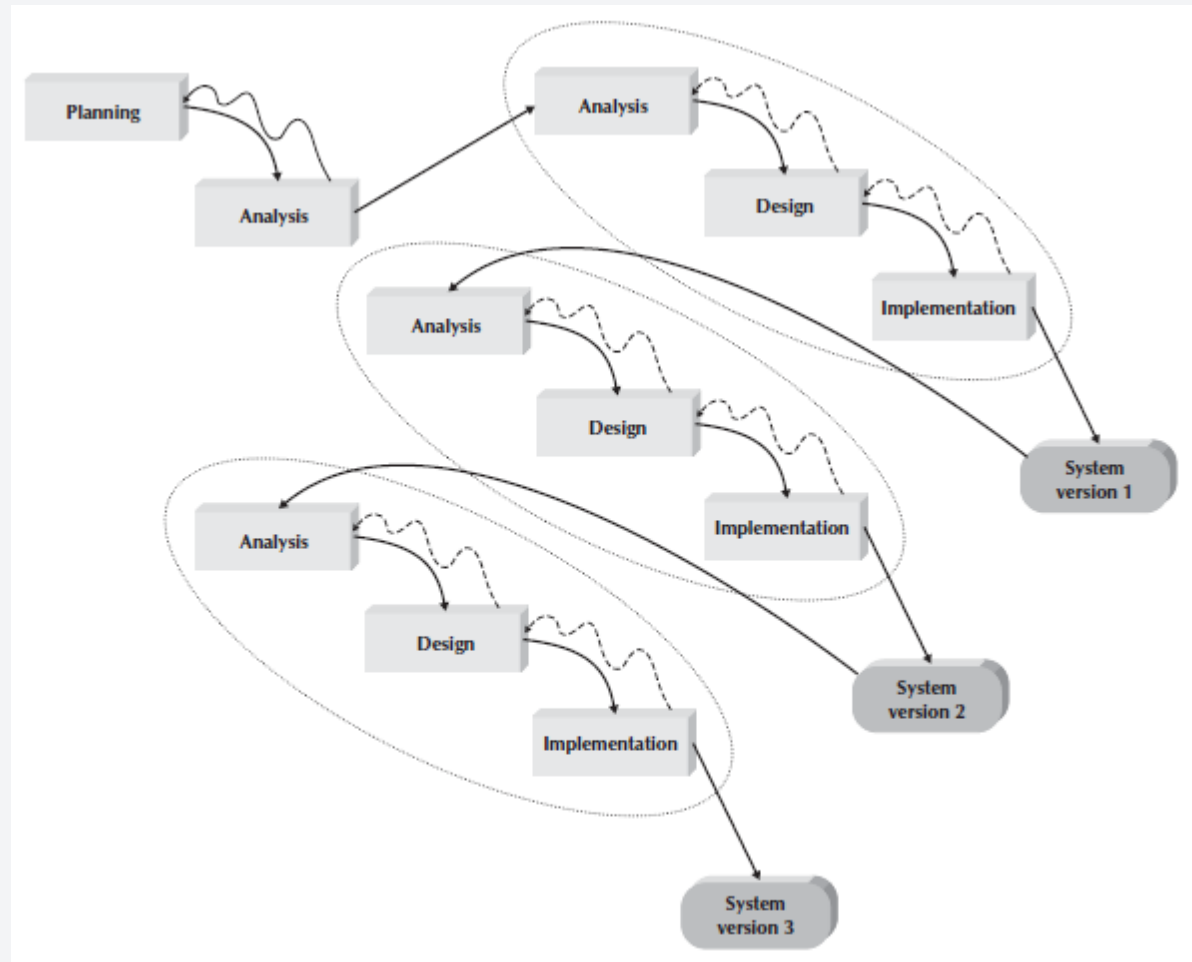 Planning
Analysis
Analysis
Design
Implementation
System
version 1
Analysis
Design
Implementation
System
version 2
Analysis
Design
Implementation
System
version 3